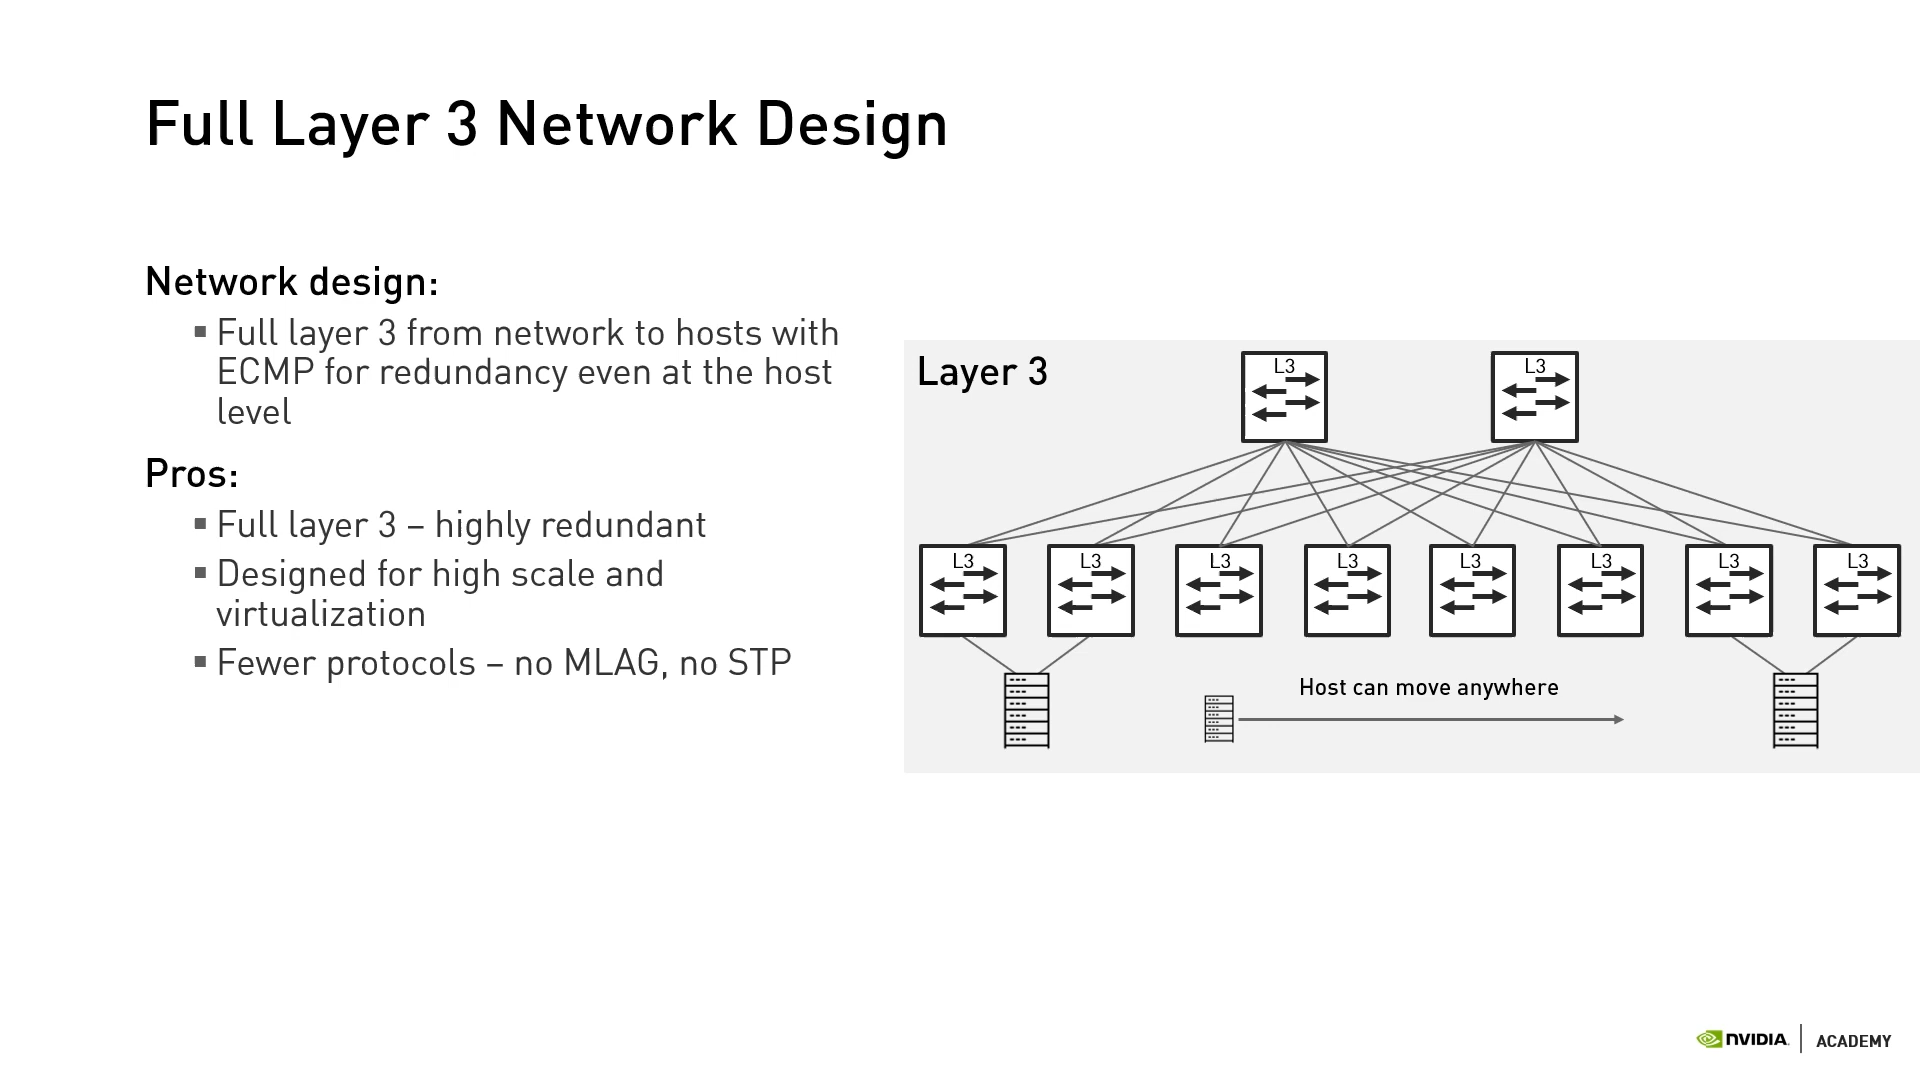 Full Layer 3 Network Design
Network design:
▪ Full layer 3 from network to hosts with
ECMP for redundancy even at the host
level
Pros:
▪ Full layer 3 – highly redundant
▪ Designed for high scale and
virtualization
▪ Fewer protocols – no MLAG, no STP
Layer 3
L3 L3
L3 L3 L3 L3 L3 L3 L3 L3
Host can move anywhere
NVIDIA. ACADEMY